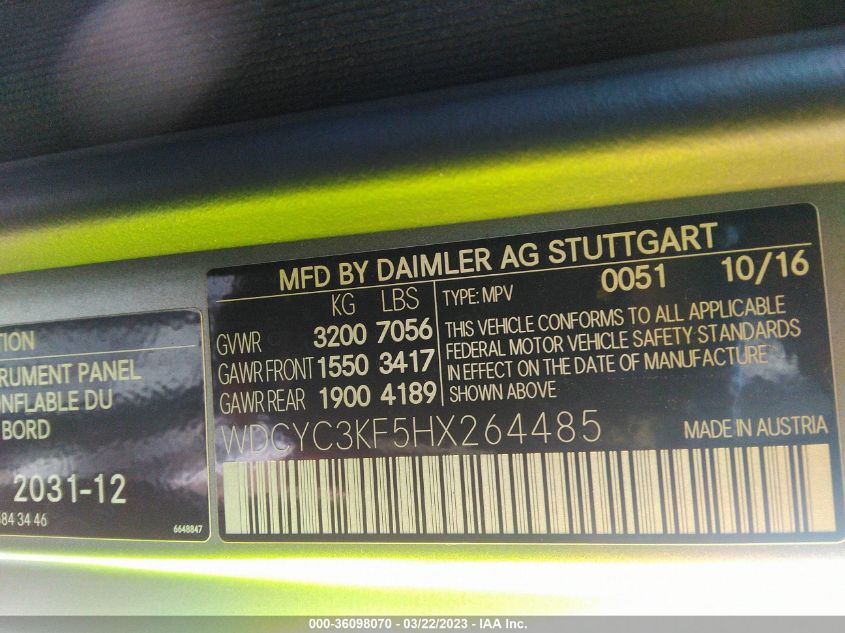 TION
RUMENT PANEL
NFLABLE DU
BORD
2031-12
84 34 46
6648847
MFD BY DAIMLER AG STUTTGART
KG LBS
GVWR 3200 7056
GAWR FRONT 1550 3417
GAWR REAR 1900 4189
TYPE: MPV 0051 10/16
THIS VEHICLE CONFORMS TO ALL APPLICABLE
FEDERAL MOTOR VEHICLE SAFETY STANDARDS
IN EFFECT ON THE DATE OF MANUFACTURE
SHOWN ABOVE
WDCYC3KF5HX264485 MADE IN AUSTRIA
000-36098070 - 03/22/2023 - IAA Inc.